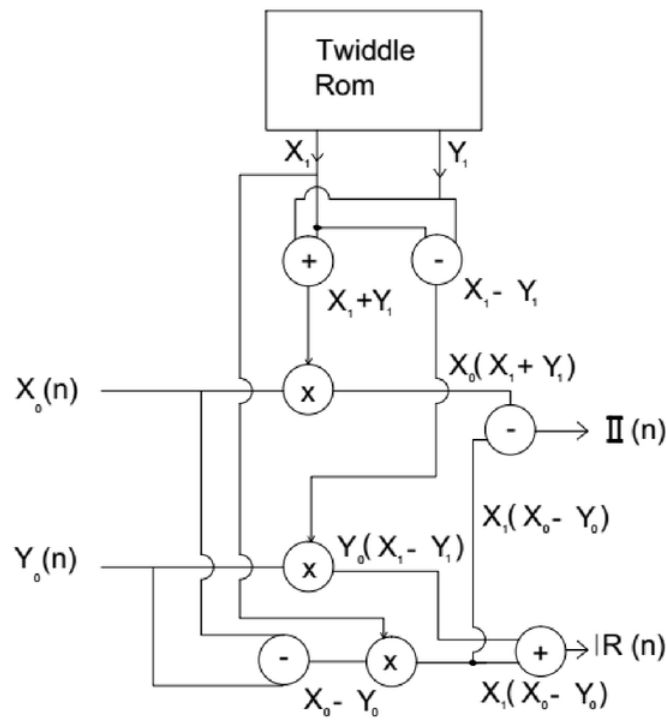 Twiddle
Rom
X₁ Y₁
+ -
X₁+Y₁ X₁- Y₁
X₀(n) x X₀(X₁+ Y₁)
- II (n)
X₁(X₀- Y₀)
Y₀(n) x Y₀(X₁- Y₁)
- x + IR (n)
X₀- Y₀ X₁(X₀- Y₀)